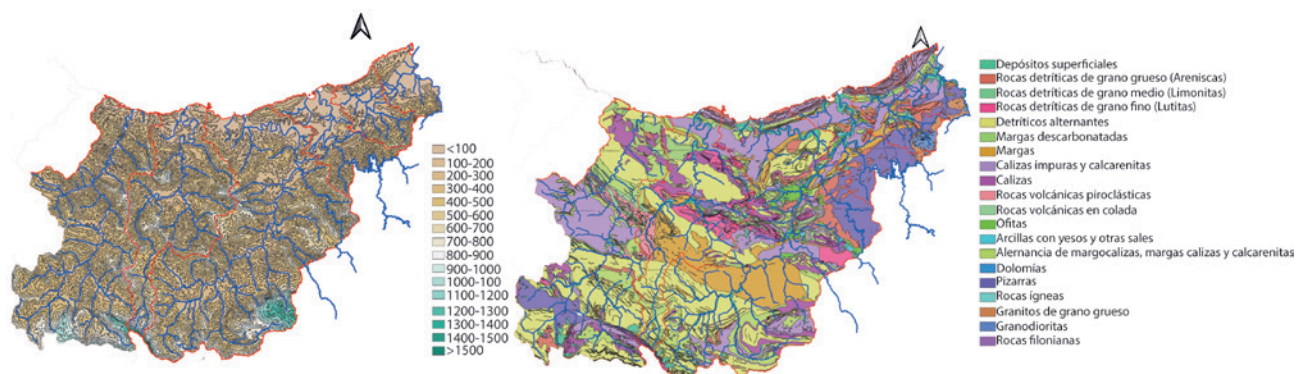 <100
100-200
200-300
300-400
400-500
500-600
600-700
700-800
800-900
900-1000
1000-100
1100-1200
1200-1300
1300-1400
1400-1500
>1500
Depósitos superficiales
Rocas detríticas de grano grueso (Areniscas)
Rocas detríticas de grano medio (Limonitas)
Rocas detríticas de grano fino (Lutitas)
Detríticos alternantes
Margas descarbonatadas
Margas
Calizas impuras y calcarenitas
Calizas
Rocas volcánicas piroclásticas
Rocas volcánicas en colada
Ofitas
Arcillas con yesos y otras sales
Alernancia de margocalizas, margas calizas y calcarenitas
Dolomías
Pizarras
Rocas ígneas
Granitos de grano grueso
Granodioritas
Rocas filonianas